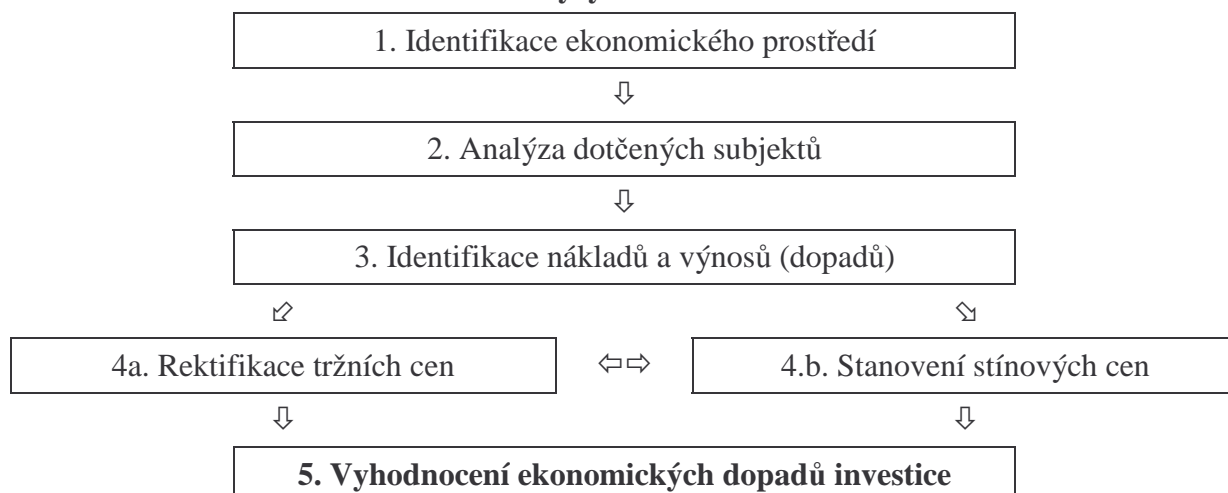 1. Identifikace ekonomického prostředí
2. Analýza dotčených subjektů
3. Identifikace nákladů a výnosů (dopadů)
4a. Rektifikace tržních cen
4.b. Stanovení stínových cen
5. Vyhodnocení ekonomických dopadů investice